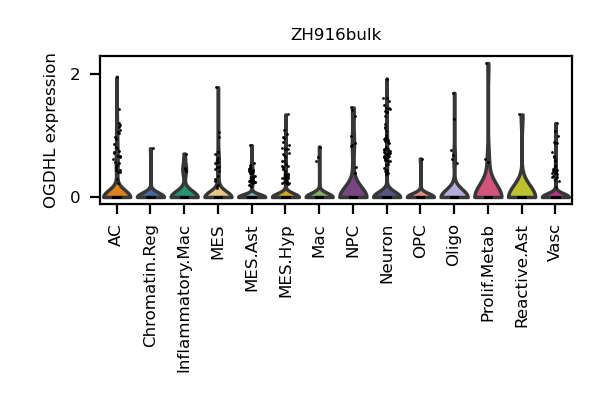 ZH916bulk
OGDHL expression
2
0
AC
Chromatin.Reg
Inflammatory.Mac
MES
MES.Ast
MES.Hyp
Mac
NPC
Neuron
OPC
Oligo
Prolif.Metab
Reactive.Ast
Vasc